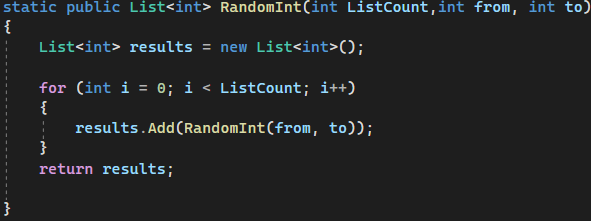 static public List<int> RandomInt(int ListCount,int from, int to)
{
List<int> results = new List<int>();
for (int i = 0; i < ListCount; i++)
{
results.Add(RandomInt(from, to));
}
return results;
}